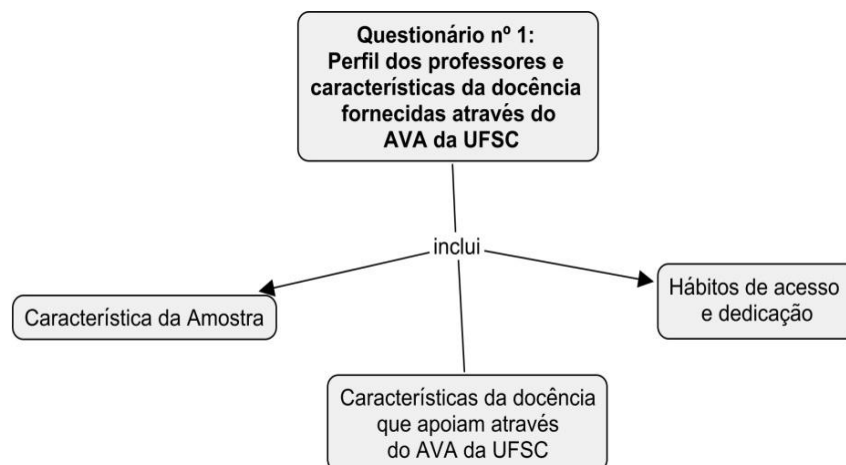 Questionário nº 1:
Perfil dos professores e
características da docência
fornecidas através do
AVA da UFSC
inclui
Característica da Amostra
Hábitos de acesso
e dedicação
Características da docência
que apoiam através
do AVA da UFSC